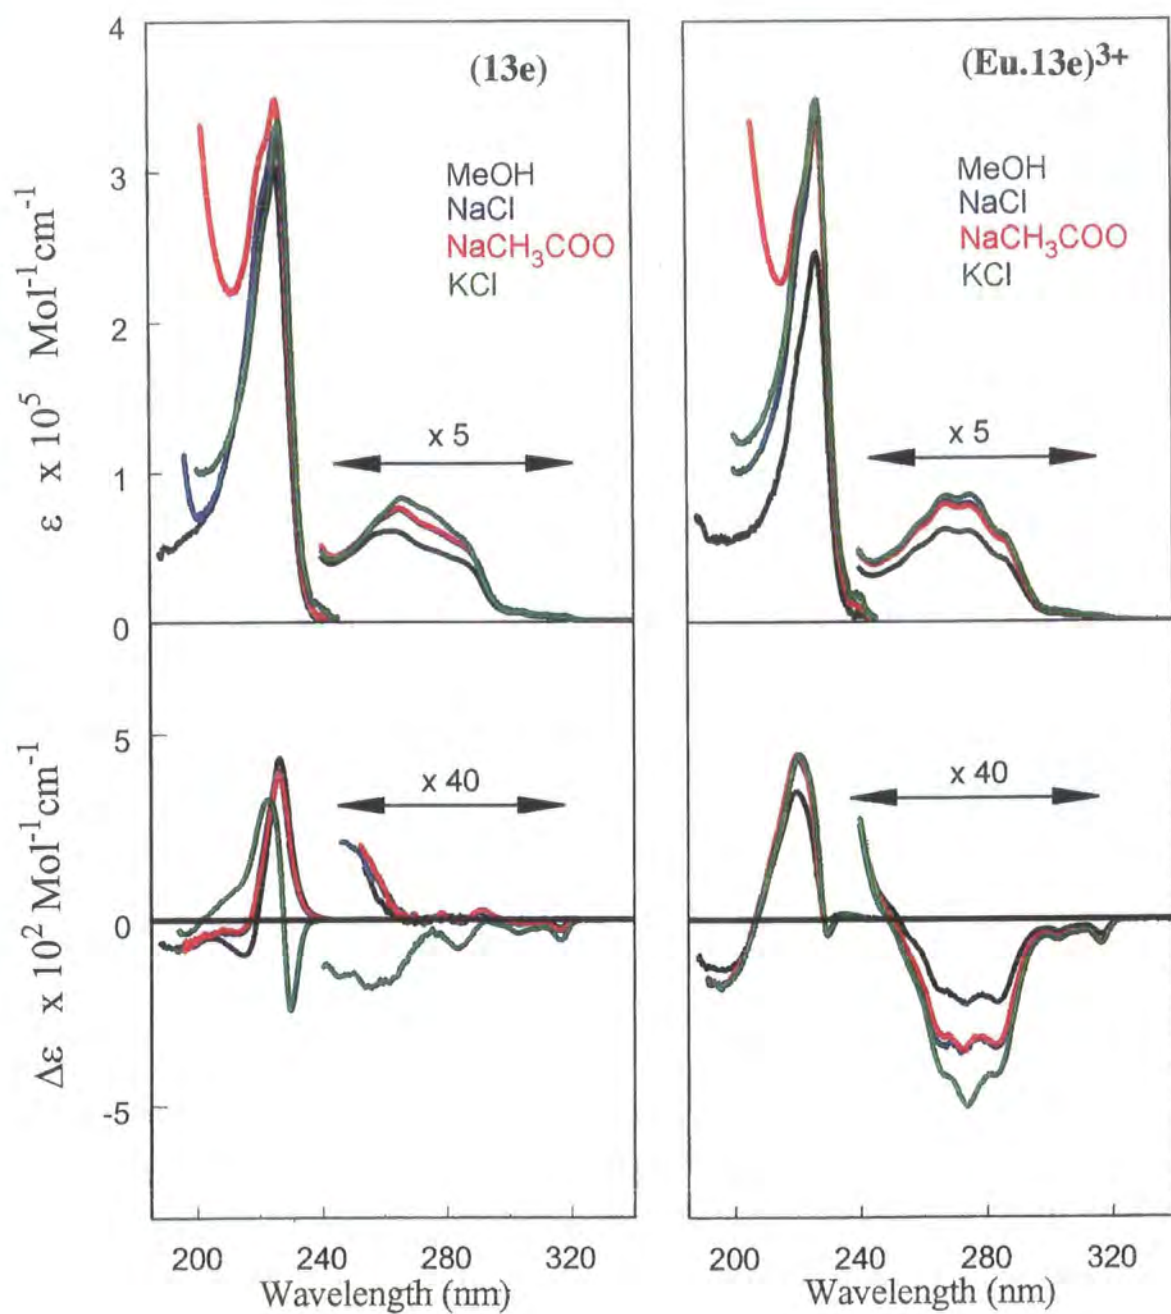 ε x 10⁵ Mol⁻¹cm⁻¹
4
3
2
1
0
(13e)
MeOH
NaCl
NaCH₃COO
KCl
x 5
(Eu.13e)³⁺
MeOH
NaCl
NaCH₃COO
KCl
x 5
Δε x 10² Mol⁻¹cm⁻¹
5
0
-5
x 40
x 40
200 240 280 320
Wavelength (nm)
200 240 280 320
Wavelength (nm)